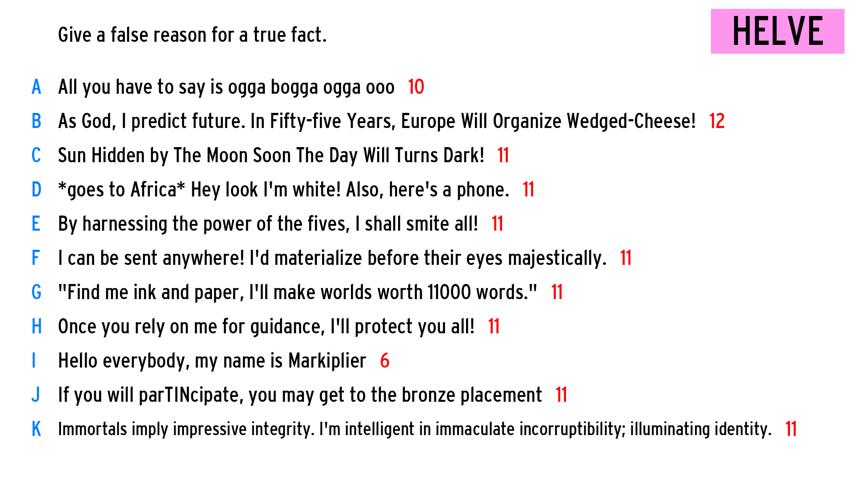 Give a false reason for a true fact.
HELVE
A All you have to say is ogga bogga ogga ooo 10
B As God, I predict future. In Fifty-five Years, Europe Will Organize Wedged-Cheese! 12
C Sun Hidden by The Moon Soon The Day Will Turns Dark! 11
D *goes to Africa* Hey look I'm white! Also, here's a phone. 11
E By harnessing the power of the fives, I shall smite all! 11
F I can be sent anywhere! I'd materialize before their eyes majestically. 11
G "Find me ink and paper, I'll make worlds worth 11000 words." 11
H Once you rely on me for guidance, I'll protect you all! 11
I Hello everybody, my name is Markiplier 6
J If you will parTINcipate, you may get to the bronze placement 11
K Immortals imply impressive integrity. I'm intelligent in immaculate incorruptibility; illuminating identity. 11